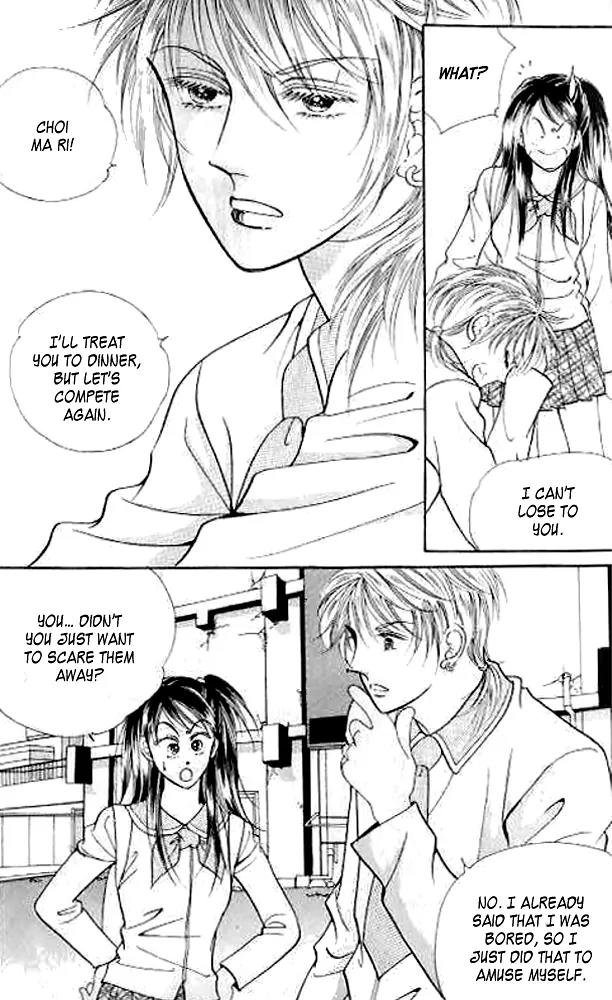 CHOI
MA RI!
I'LL TREAT
YOU TO DINNER,
BUT LET'S
COMPETE
AGAIN.
WHAT?
I CAN'T
LOSE TO
YOU.
YOU... DIDN'T
YOU JUST WANT
TO SCARE THEM
AWAY?
NO. I ALREADY
SAID THAT I WAS
BORED, SO I
JUST DID THAT TO
AMUSE MYSELF.